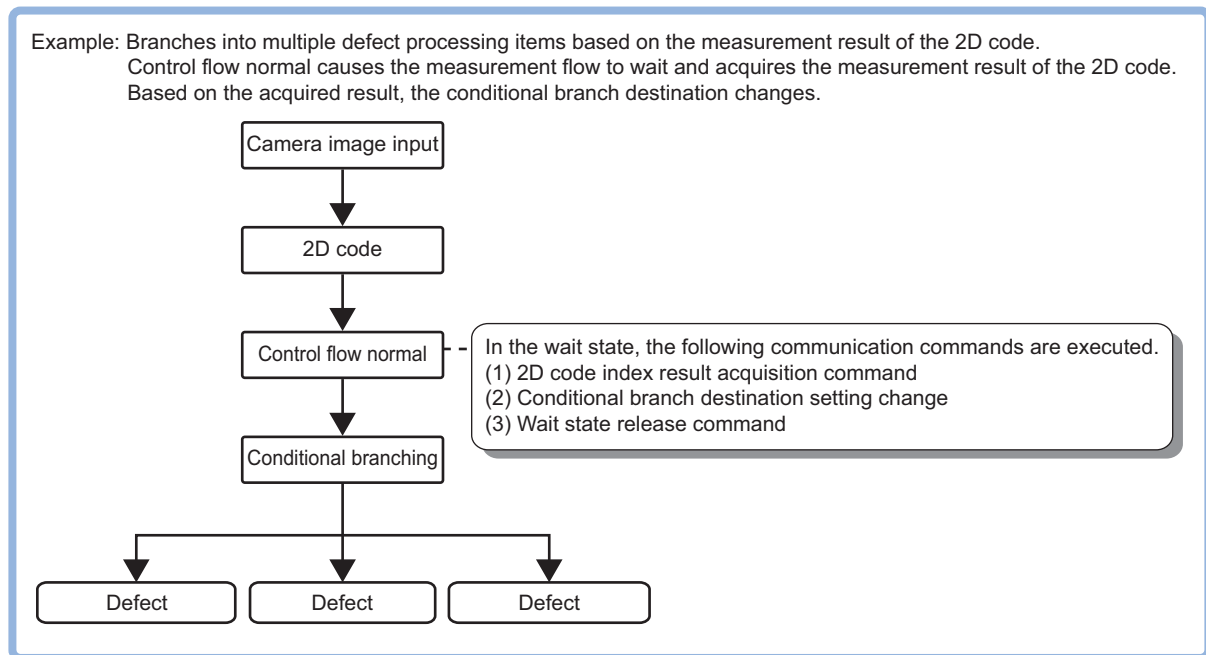 Example: Branches into multiple defect processing items based on the measurement result of the 2D code.
Control flow normal causes the measurement flow to wait and acquires the measurement result of the 2D code.
Based on the acquired result, the conditional branch destination changes.
Camera image input
2D code
Control flow normal
In the wait state, the following communication commands are executed.
(1) 2D code index result acquisition command
(2) Conditional branch destination setting change
(3) Wait state release command
Conditional branching
Defect
Defect
Defect